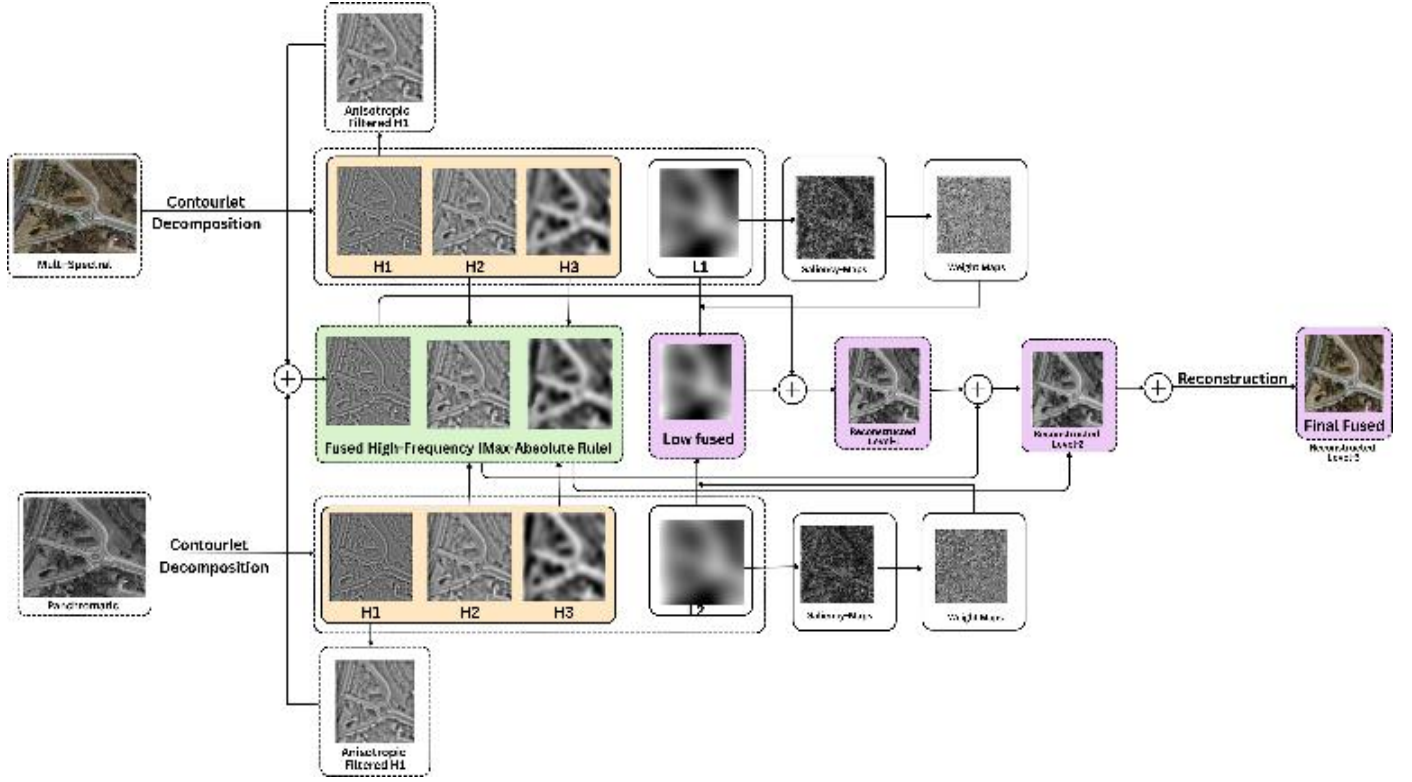 Anisotropic
Filtered H1
Contourlet
Decomposition
Multi-Spectral
H1
H2
H3
L1
Saliency-Maps
Weight Maps
Fused High-Frequency (Max-Absolute Rule)
Low fused
Reconstructed
Level-1
Reconstructed
Level-2
Reconstruction
Final Fused
Reconstructed
Level-3
Contourlet
Decomposition
Panchromatic
H1
H2
H3
L2
Saliency-Maps
Weight Maps
Anisotropic
Filtered H1